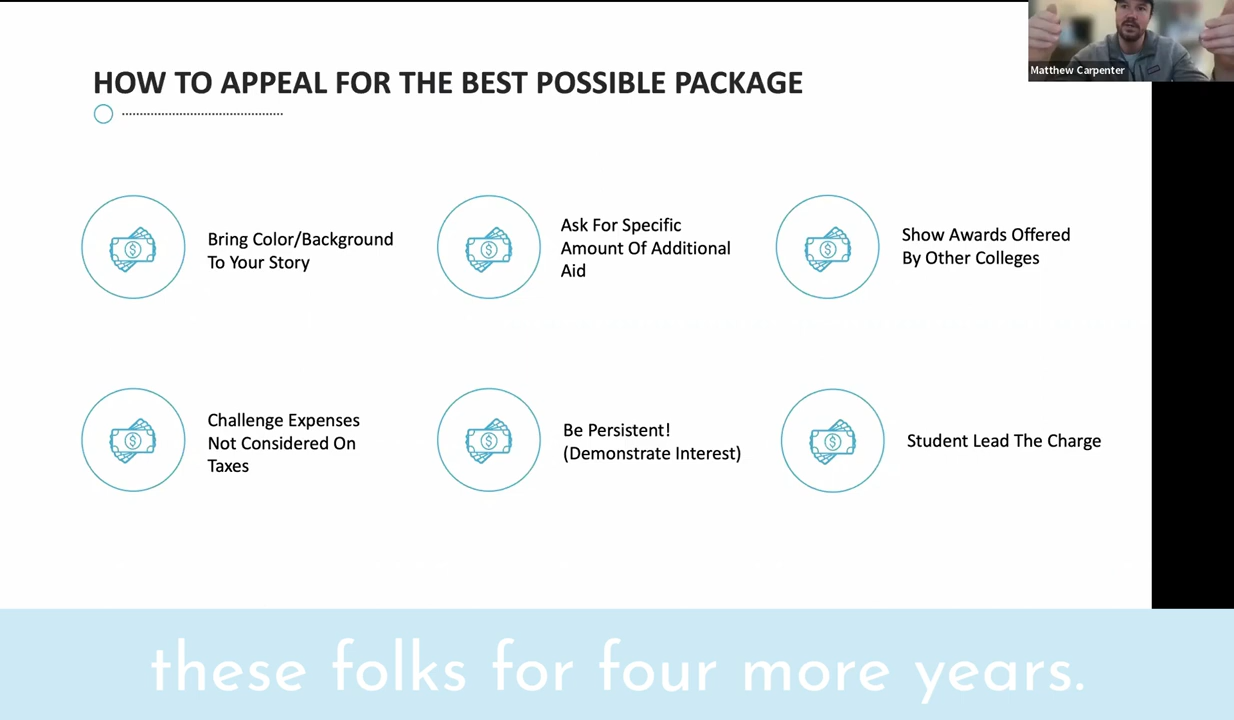 Matthew Carpenter
HOW TO APPEAL FOR THE BEST POSSIBLE PACKAGE
Bring Color/Background
To Your Story
Ask For Specific
Amount Of Additional
Aid
Show Awards Offered
By Other Colleges
Challenge Expenses
Not Considered On
Taxes
Be Persistent!
(Demonstrate Interest)
Student Lead The Charge
these folks for four more years.